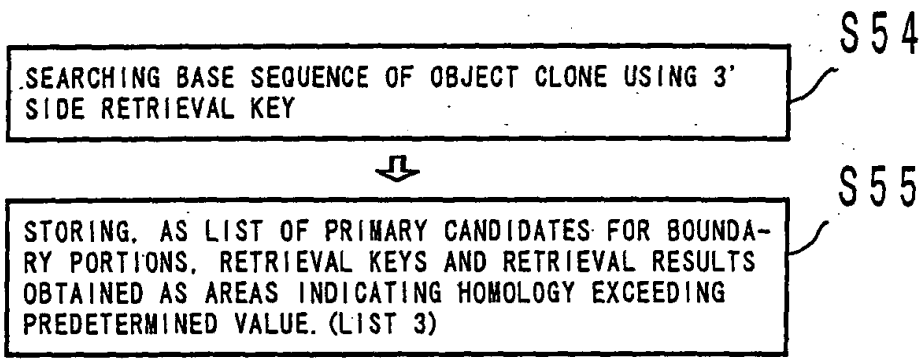 S54
SEARCHING BASE SEQUENCE OF OBJECT CLONE USING 3'
SIDE RETRIEVAL KEY
S55
STORING, AS LIST OF PRIMARY CANDIDATES FOR BOUNDA-
RY PORTIONS, RETRIEVAL KEYS AND RETRIEVAL RESULTS
OBTAINED AS AREAS INDICATING HOMOLOGY EXCEEDING
PREDETERMINED VALUE. (LIST 3)